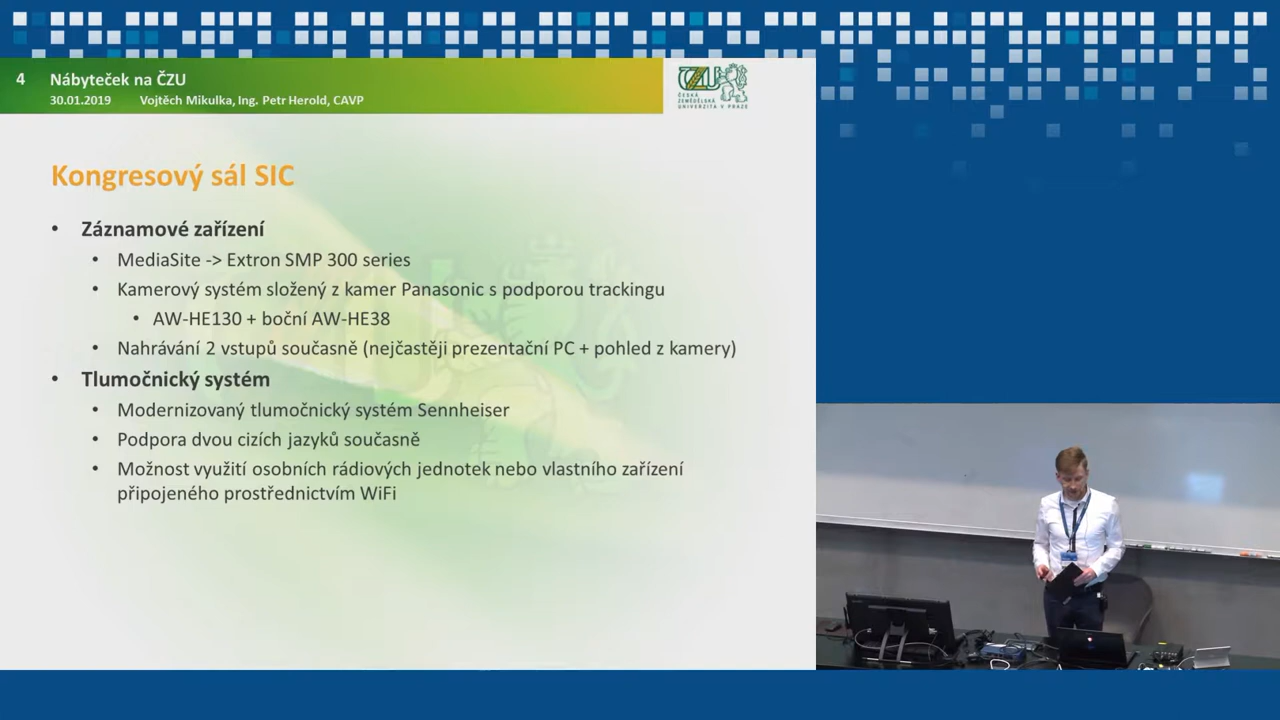 4 Nábyteček na ČZU
30.01.2019 Vojtěch Mikulka, Ing. Petr Herold, CAVP
ČZU
ČESKÁ
ZEMĚDĚLSKÁ
UNIVERZITA V PRAZE
Kongresový sál SIC
• Záznamové zařízení
• MediaSite -> Extron SMP 300 series
• Kamerový systém složený z kamer Panasonic s podporou trackingu
• AW-HE130 + boční AW-HE38
• Nahrávání 2 vstupů současně (nejčastěji prezentační PC + pohled z kamery)
• Tlumočnický systém
• Modernizovaný tlumočnický systém Sennheiser
• Podpora dvou cizích jazyků současně
• Možnost využití osobních rádiových jednotek nebo vlastního zařízení
připojeného prostřednictvím WiFi